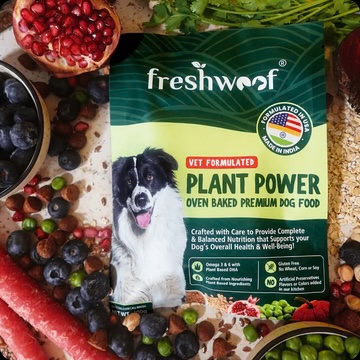 freshwoof®
FORMULATED IN USA
MADE IN INDIA
VET FORMULATED
PLANT POWER
OVEN BAKED PREMIUM DOG FOOD
Crafted with Care to Provide Complete
& Balanced Nutrition that Supports your
Dog's Overall Health & Well-Being!
Omega 3 & 6 with
Plant Based DHA
Gluten Free
No Wheat, Corn or Soy
Crafted from Nourishing
Plant Based Ingredients
NO
Artificial Preservatives
Flavors or Colors added
in our kitchen